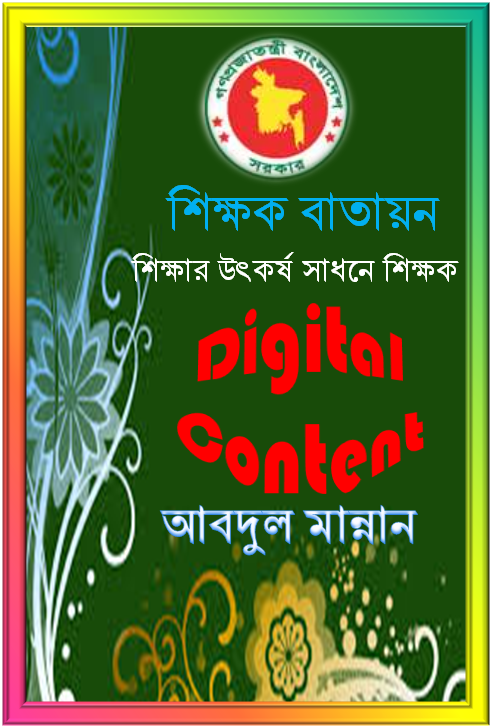 গণপ্রজাতন্ত্রী বাংলাদেশ
সরকার
শিক্ষক বাতায়ন
শিক্ষার উৎকর্ষ সাধনে শিক্ষক
Digital
Content
আবদুল মান্নান